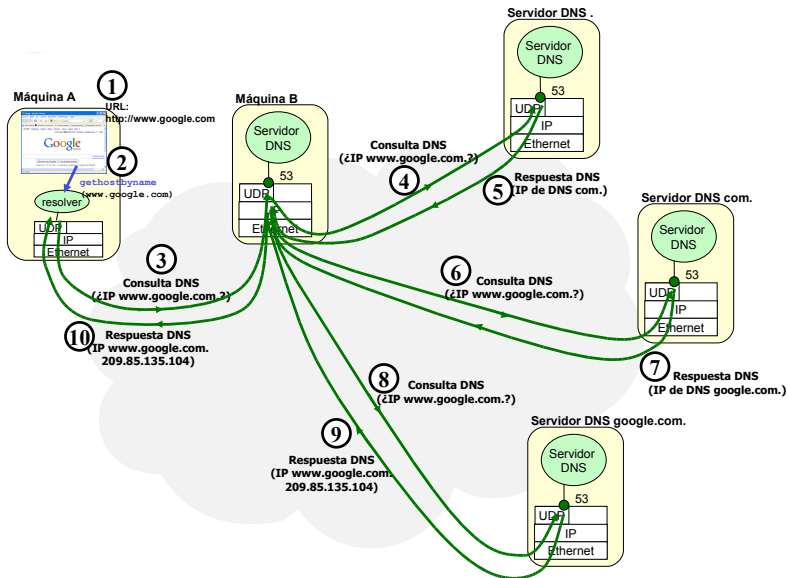 Servidor DNS .
Servidor
DNS
53
UDP
IP
Ethernet
1
URL:
http://www.google.com
Máquina A
Google
2
gethostbyname
(www.google.com)
resolver
UDP
IP
Ethernet
Máquina B
Servidor
DNS
53
UDP
IP
Ethernet
Consulta DNS
(¿IP www.google.com.?)
4
5
Respuesta DNS
(IP de DNS com.)
Servidor DNS com.
Servidor
DNS
53
UDP
IP
Ethernet
3
Consulta DNS
(¿IP www.google.com.?)
6
Consulta DNS
(¿IP www.google.com.?)
10
Respuesta DNS
(IP www.google.com.
209.85.135.104)
7
Respuesta DNS
(IP de DNS google.com.)
8
Consulta DNS
(¿IP www.google.com.?)
9
Respuesta DNS
(IP www.google.com.
209.85.135.104)
Servidor DNS google.com.
Servidor
DNS
53
UDP
IP
Ethernet